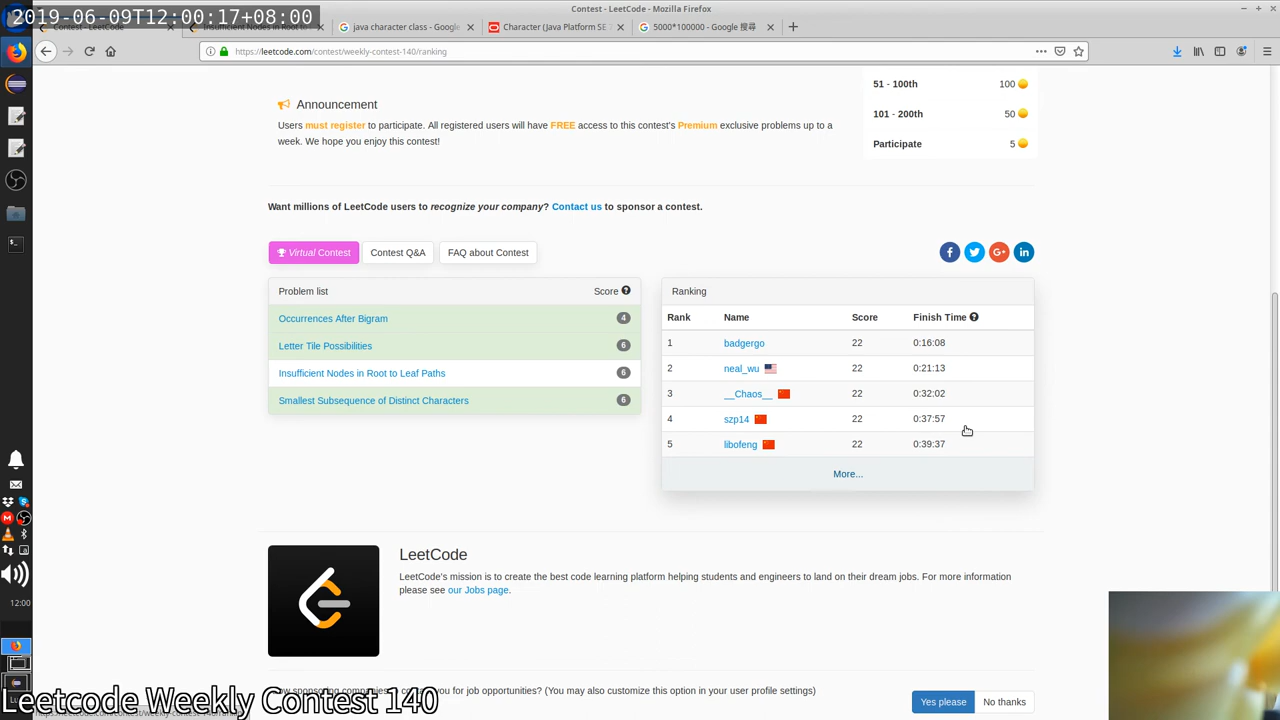 2019-06-09T12:00:17+08:00
Contest - LeetCode - Mozilla Firefox
Contest - LeetCode
Insufficient Nodes in Root to
java character class - Google
Character (Java Platform SE
5000*100000 - Google 搜尋
https://leetcode.com/contest/weekly-contest-140/ranking
51 - 100th 100
Announcement
101 - 200th 50
Users must register to participate. All registered users will have FREE access to this contest's Premium exclusive problems up to a
week. We hope you enjoy this contest!
Participate 5
Want millions of LeetCode users to recognize your company? Contact us to sponsor a contest.
Virtual Contest
Contest Q&A
FAQ about Contest
Problem list Score
Occurrences After Bigram 4
Letter Tile Possibilities 6
Insufficient Nodes in Root to Leaf Paths 6
Smallest Subsequence of Distinct Characters 6
Ranking
Rank Name Score Finish Time
1 badgergo 22 0:16:08
2 neal_wu 22 0:21:13
3 __Chaos__ 22 0:32:02
4 szp14 22 0:37:57
5 libofeng 22 0:39:37
More...
LeetCode
LeetCode's mission is to create the best code learning platform helping students and engineers to land on their dream jobs. For more information
please see our Jobs page.
12:00
you for job opportunities? (You may also customize this option in your user profile settings)
Yes please
No thanks
Leetcode Weekly Contest 140